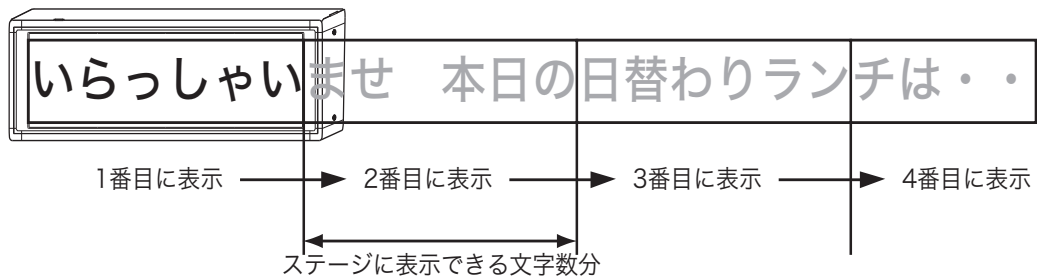 いらっしゃいませ　本日の日替わりランチは・・
1番目に表示
2番目に表示
3番目に表示
4番目に表示
ステージに表示できる文字数分